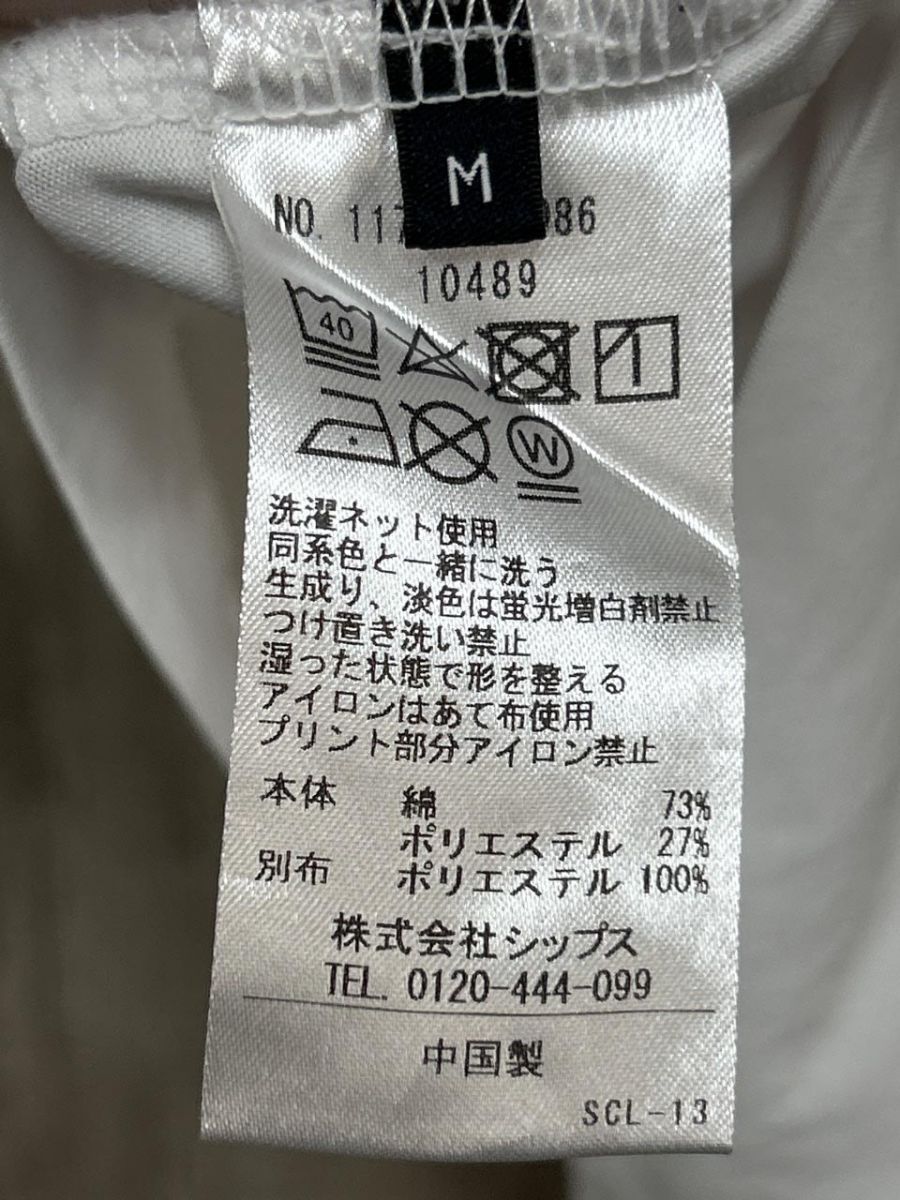 M
NO. 117 986
10489
40
W
洗濯ネット使用
同系色と一緒に洗う
生成り、淡色は蛍光増白剤禁止
つけ置き洗い禁止
湿った状態で形を整える
アイロンはあて布使用
プリント部分アイロン禁止
本体 綿 73%
ポリエステル 27%
別布 ポリエステル 100%
株式会社シップス
TEL. 0120-444-099
中国製
SCL-13